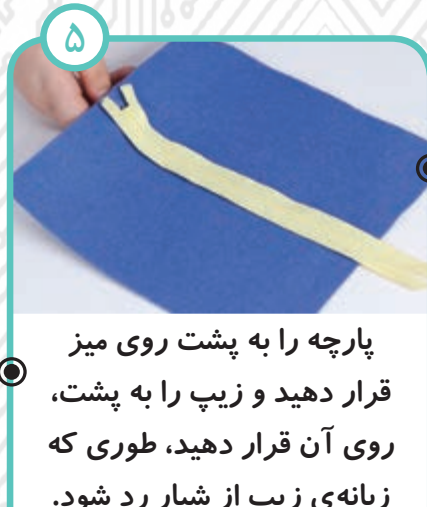 ۵
پارچه را به پشت روی میز
قرار دهید و زیپ را به پشت،
روی آن قرار دهید، طوری که
زبانه‌ی زیپ از شیار رد شود.